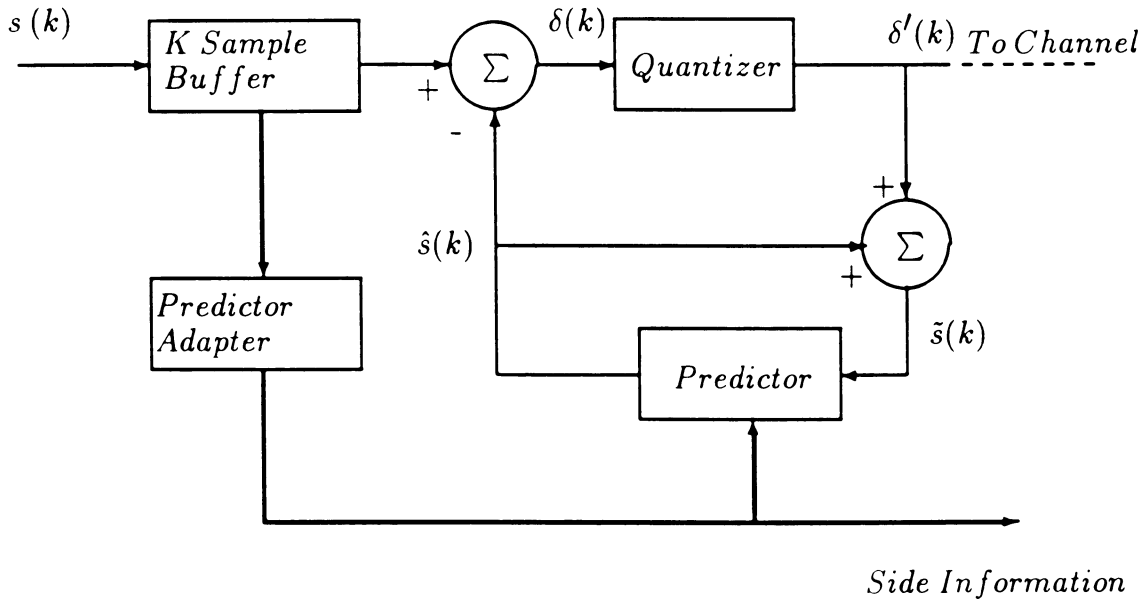 s (k)
K Sample
Buffer
+
Σ
-
δ(k)
Quantizer
δ′(k)
To Channel
+
Σ
+
ŝ(k)
s̃(k)
Predictor
Adapter
Predictor
Side Information